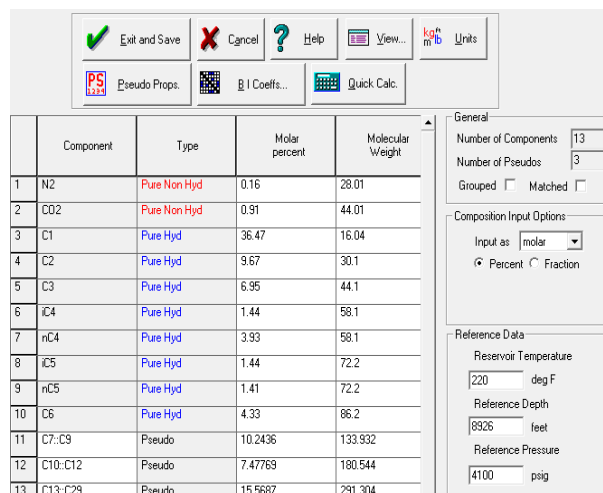 Exit and Save Cancel ? Help View... kg ft m lb Units
PS 1234 Pseudo Props. B I Coeffs... Quick Calc.
Component Type Molar percent Molecular Weight
1 N2 Pure Non Hyd 0.16 28.01
2 CO2 Pure Non Hyd 0.91 44.01
3 C1 Pure Hyd 36.47 16.04
4 C2 Pure Hyd 9.67 30.1
5 C3 Pure Hyd 6.95 44.1
6 iC4 Pure Hyd 1.44 58.1
7 nC4 Pure Hyd 3.93 58.1
8 iC5 Pure Hyd 1.44 72.2
9 nC5 Pure Hyd 1.41 72.2
10 C6 Pure Hyd 4.33 86.2
11 C7::C9 Pseudo 10.2436 133.932
12 C10::C12 Pseudo 7.47769 180.544
13 C13::C29 Pseudo 15.5687 291.304
General
Number of Components 13
Number of Pseudos 3
Grouped Matched
Composition Input Options
Input as molar
Percent Fraction
Reference Data
Reservoir Temperature
220 deg F
Reference Depth
8926 feet
Reference Pressure
4100 psig